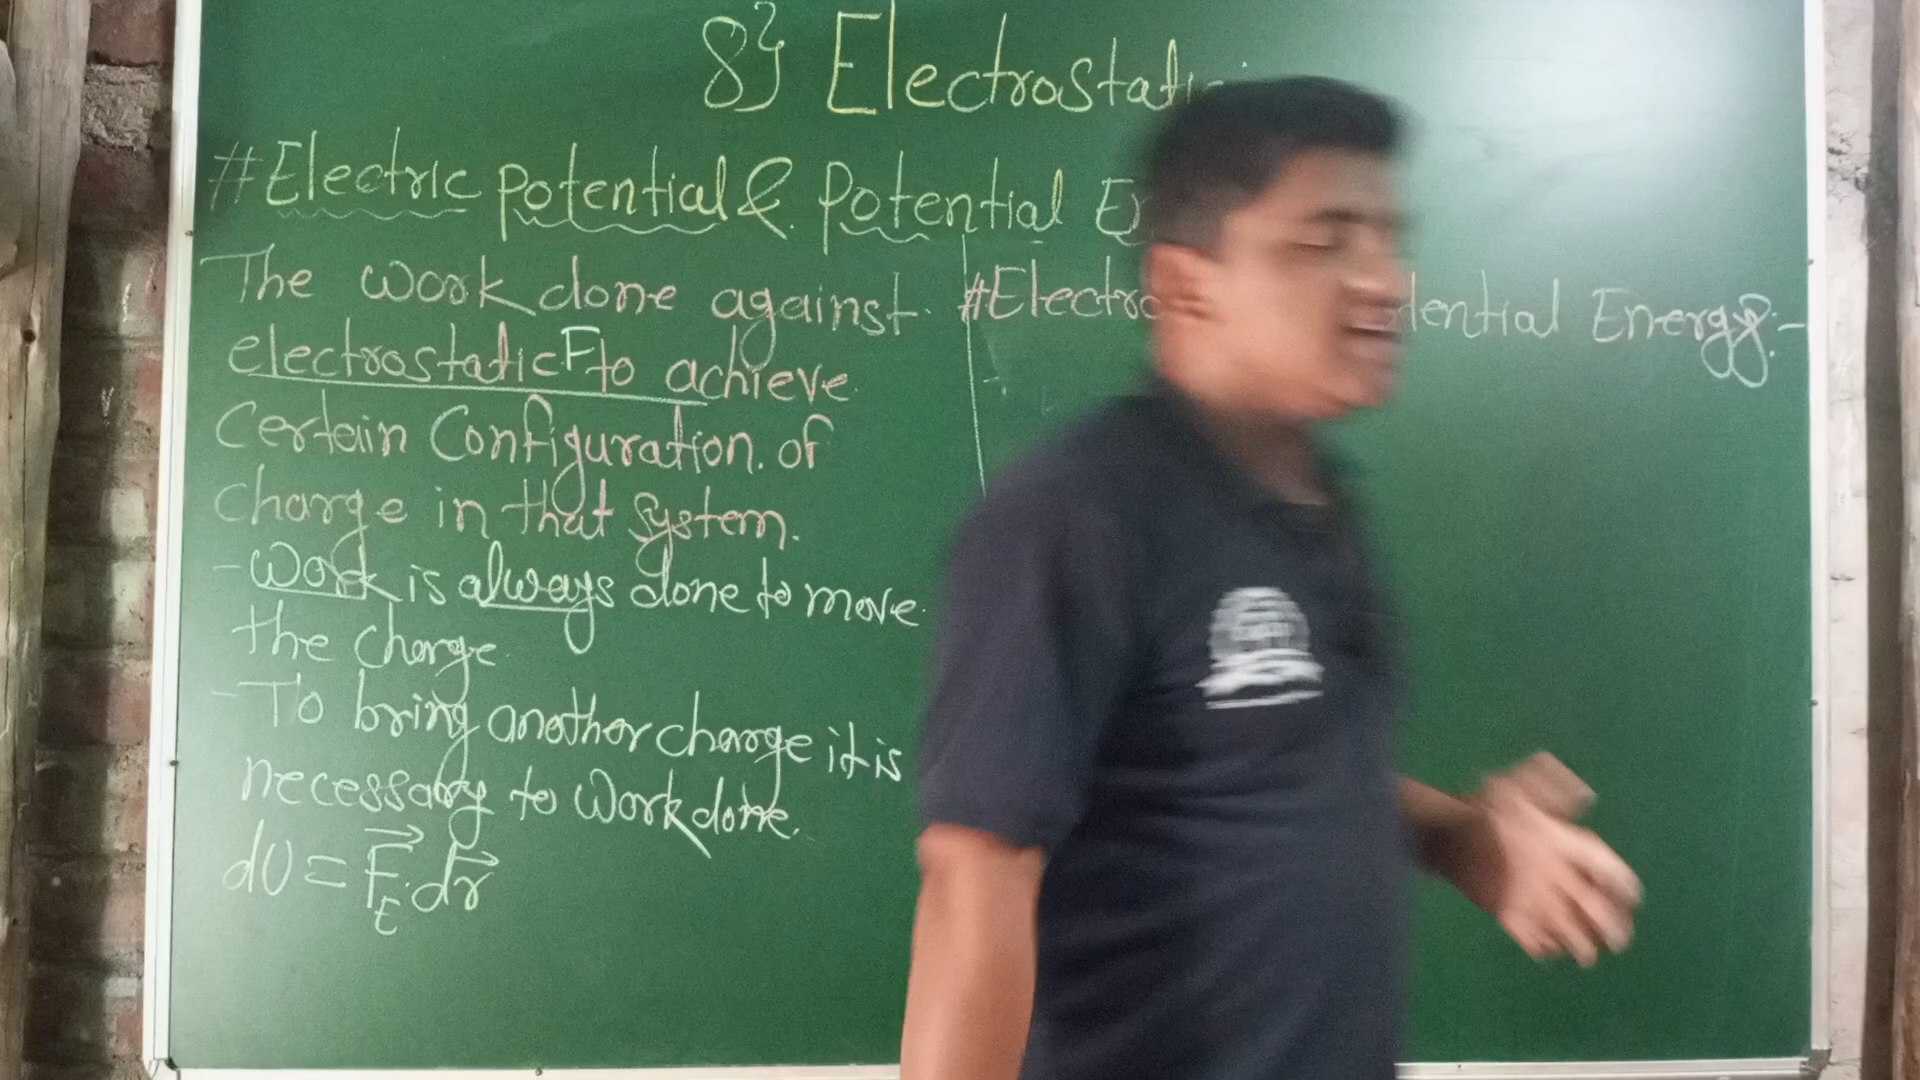 8} Electrostati
#Electric potential & Potential E
The work done against
electrostatic F to achieve
Certain Configuration. of
charge in that system.
- Work is always done to move
the charge
- To bring another charge it is
necessary to work done.
dU = F⃗E . dr⃗
#Electro tential Energy:-